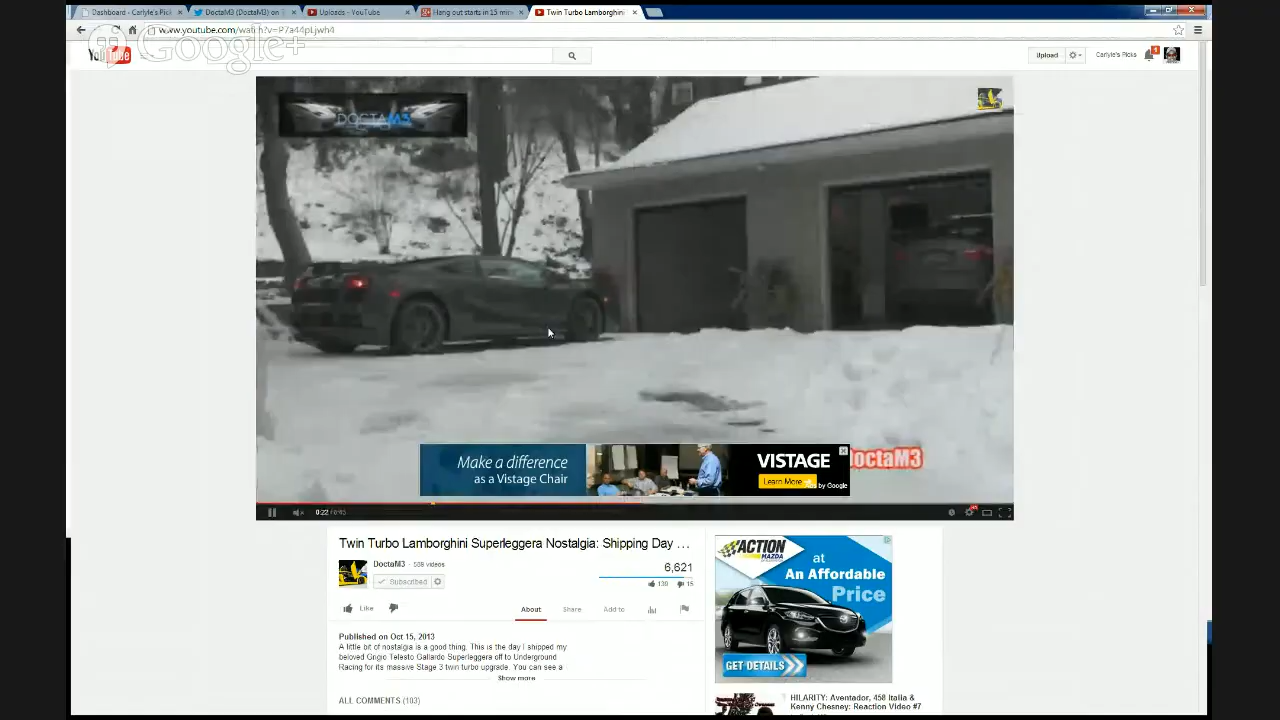 Dashboard - Carlyle's Pick
DoctaM3 (DoctaM3) on T
Uploads - YouTube
Hang out starts in 15 min
Twin Turbo Lamborghini
www.youtube.com/watch?v=P7a44pLjwh4
Google+
YouTube
Upload
Carlyle's Picks
DOCTAM3
DoctaM3
Make a difference
as a Vistage Chair
VISTAGE
Learn More
Ads by Google
0:22
Twin Turbo Lamborghini Superleggera Nostalgia: Shipping Day ...
DoctaM3 · 559 videos
Subscribed
6,621
139
15
Like
About
Share
Add to
Published on Oct 15, 2013
A little bit of nostalgia is a good thing. This is the day I shipped my
beloved Grigio Telesto Gallardo Superleggera off to Underground
Racing for its massive Stage 3 twin turbo upgrade. You can see a
Show more
ALL COMMENTS (103)
ACTION
MAZDA
at
An Affordable
Price
GET DETAILS
HILARITY: Aventador, 458 Italia &
Kenny Chesney: Reaction Video #7